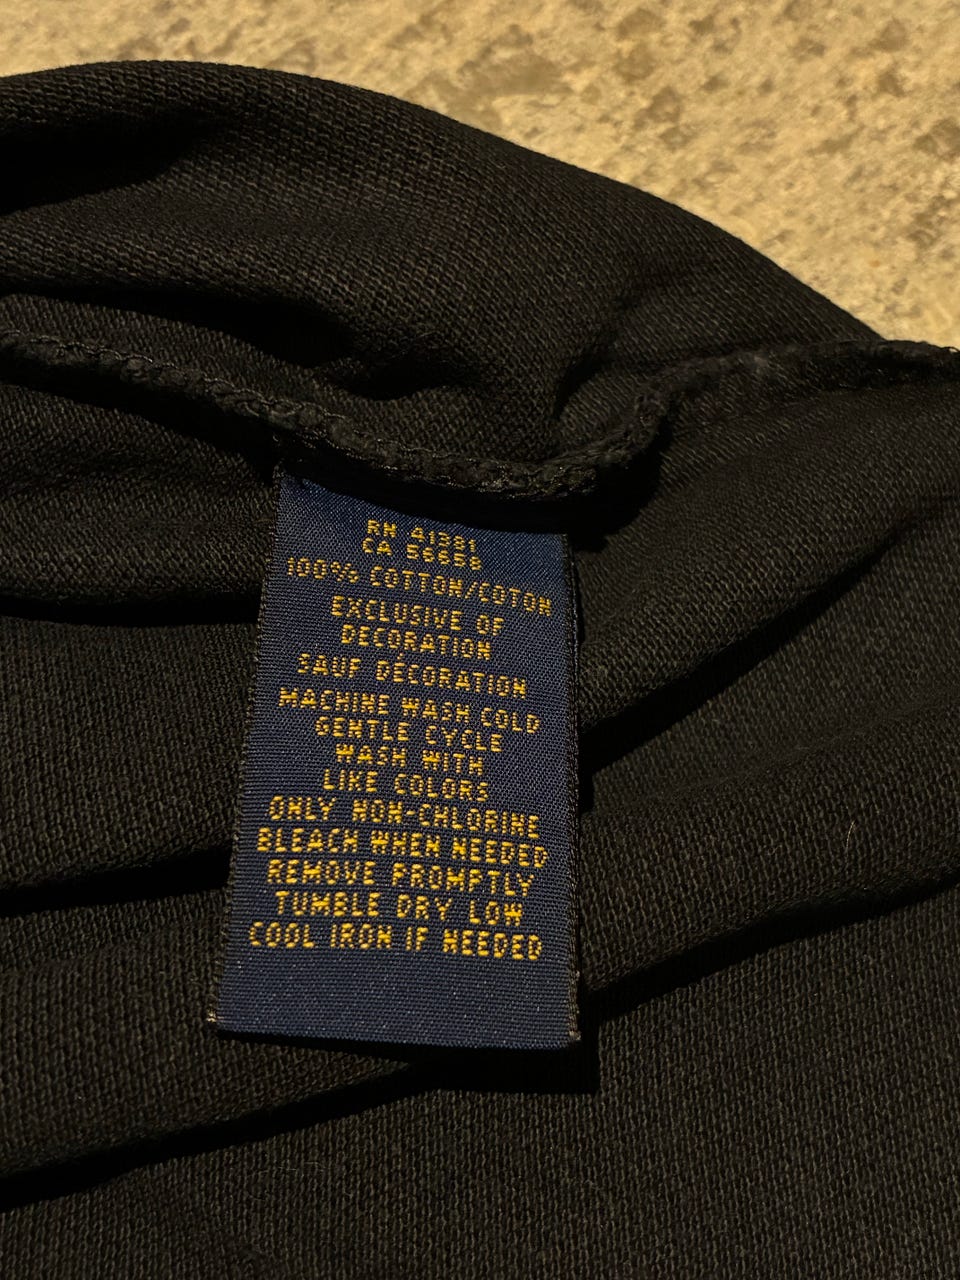 RN 41381
CA 56658
100% COTTON/COTON
EXCLUSIVE OF
DECORATION
SAUF DÉCORATION
MACHINE WASH COLD
GENTLE CYCLE
WASH WITH
LIKE COLORS
ONLY NON-CHLORINE
BLEACH WHEN NEEDED
REMOVE PROMPTLY
TUMBLE DRY LOW
COOL IRON IF NEEDED